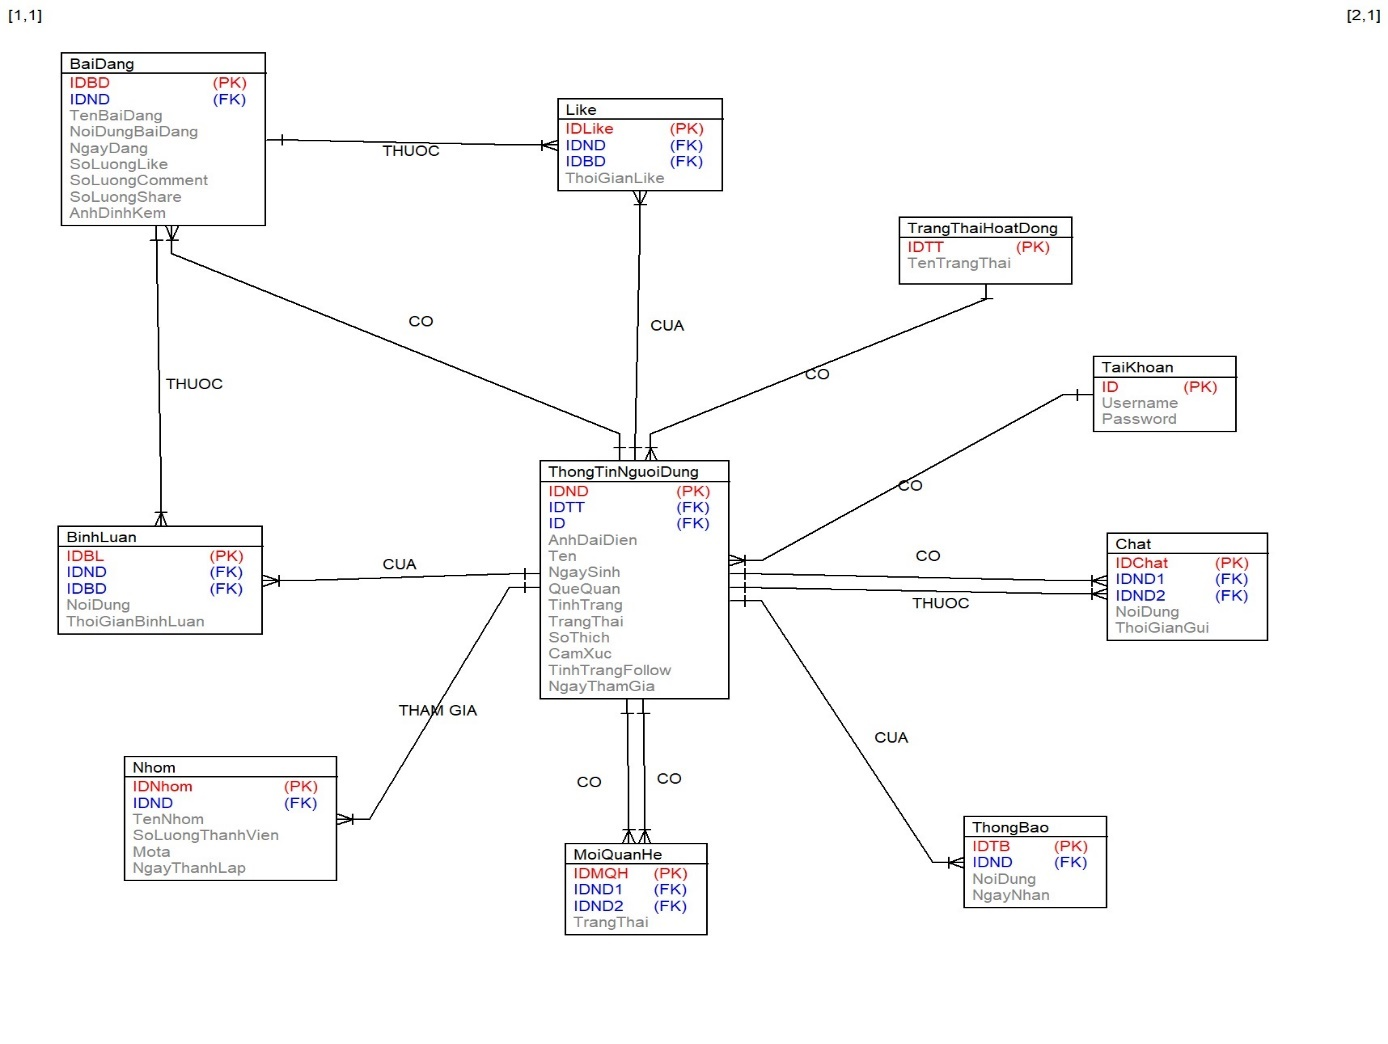 [1,1]
[2,1]
BaiDang
IDBD (PK)
IDND (FK)
TenBaiDang
NoiDungBaiDang
NgayDang
SoLuongLike
SoLuongComment
SoLuongShare
AnhDinhKem
THUOC
Like
IDLike (PK)
IDND (FK)
IDBD (FK)
ThoiGianLike
TrangThaiHoatDong
IDTT (PK)
TenTrangThai
CO
CUA
CO
THUOC
TaiKhoan
ID (PK)
Username
Password
CO
ThongTinNguoiDung
IDND (PK)
IDTT (FK)
ID (FK)
AnhDaiDien
Ten
NgaySinh
QueQuan
TinhTrang
TrangThai
SoThich
CamXuc
TinhTrangFollow
NgayThamGia
BinhLuan
IDBL (PK)
IDND (FK)
IDBD (FK)
NoiDung
ThoiGianBinhLuan
CUA
CO
THUOC
Chat
IDChat (PK)
IDND1 (FK)
IDND2 (FK)
NoiDung
ThoiGianGui
THAM GIA
CUA
Nhom
IDNhom (PK)
IDND (FK)
TenNhom
SoLuongThanhVien
Mota
NgayThanhLap
CO
CO
MoiQuanHe
IDMQH (PK)
IDND1 (FK)
IDND2 (FK)
TrangThai
ThongBao
IDTB (PK)
IDND (FK)
NoiDung
NgayNhan